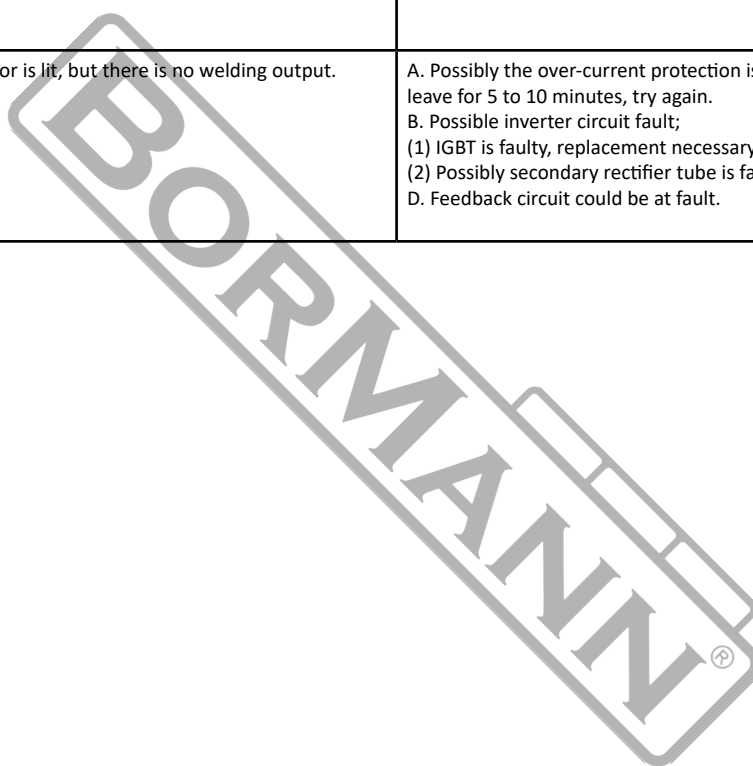 or is lit, but there is no welding output.
A. Possibly the over-current protection is
leave for 5 to 10 minutes, try again.
B. Possible inverter circuit fault;
(1) IGBT is faulty, replacement necessary
(2) Possibly secondary rectifier tube is fa
D. Feedback circuit could be at fault.
BORMANN®